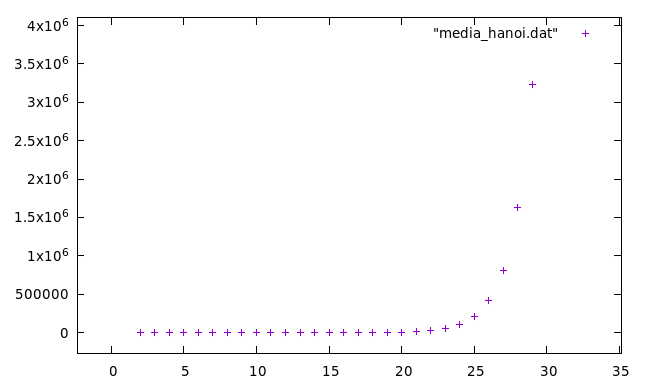 4x10⁶
"media_hanoi.dat"
3.5x10⁶
3x10⁶
2.5x10⁶
2x10⁶
1.5x10⁶
1x10⁶
500000
0
0 5 10 15 20 25 30 35